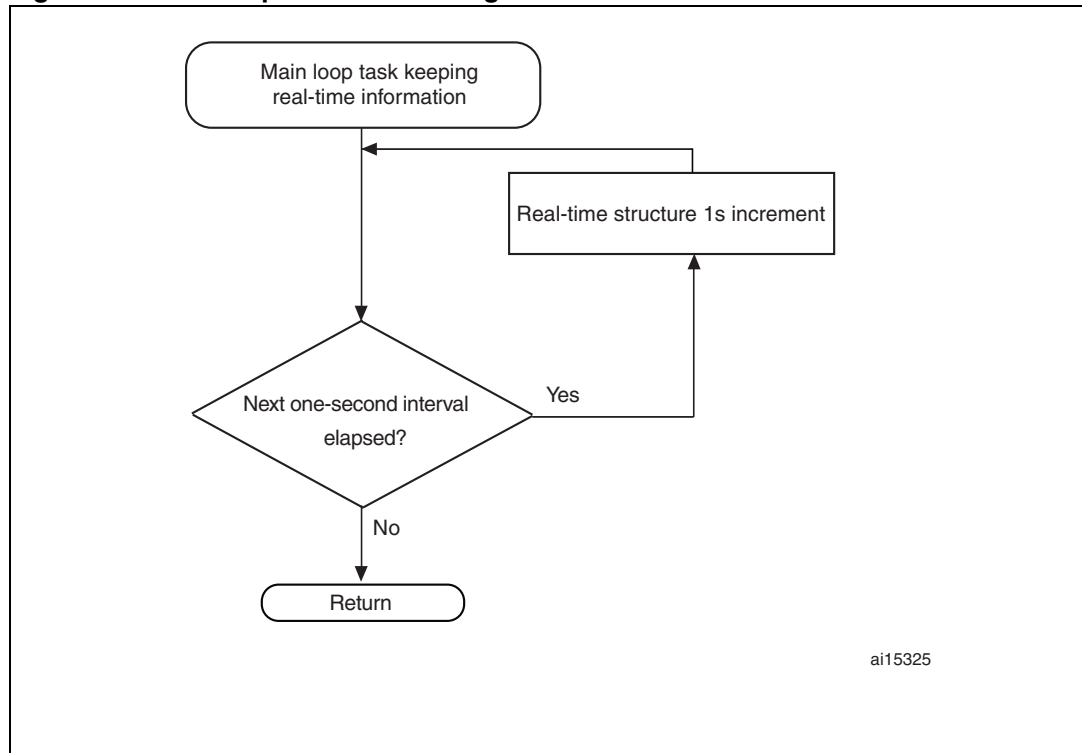 Main loop task keeping
real-time information
Real-time structure 1s increment
Next one-second interval
elapsed?
Yes
No
Return
ai15325